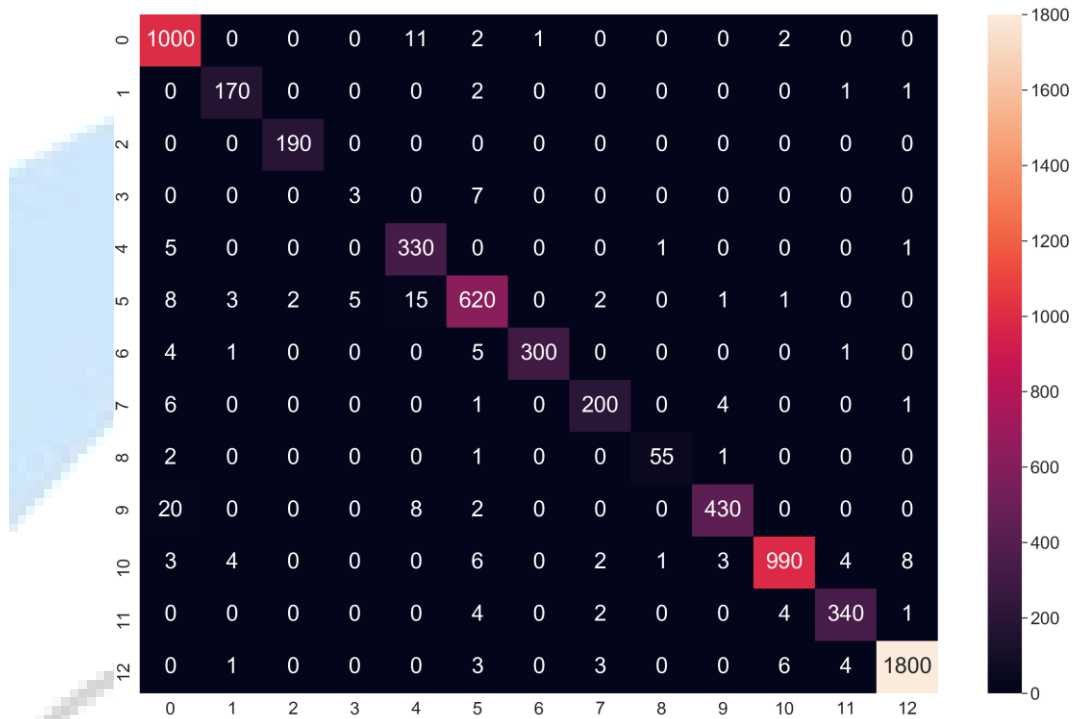 0 1000 0 0 0 11 2 1 0 0 0 2 0 0
1 0 170 0 0 0 2 0 0 0 0 0 1 1
2 0 0 190 0 0 0 0 0 0 0 0 0 0
3 0 0 0 3 0 7 0 0 0 0 0 0 0
4 5 0 0 0 330 0 0 0 1 0 0 0 1
5 8 3 2 5 15 620 0 2 0 1 1 0 0
6 4 1 0 0 0 5 300 0 0 0 0 1 0
7 6 0 0 0 0 1 0 200 0 4 0 0 1
8 2 0 0 0 0 1 0 0 55 1 0 0 0
9 20 0 0 0 8 2 0 0 0 430 0 0 0
10 3 4 0 0 0 6 0 2 1 3 990 4 8
11 0 0 0 0 0 4 0 2 0 0 4 340 1
12 0 1 0 0 0 3 0 3 0 0 6 4 1800
0 1 2 3 4 5 6 7 8 9 10 11 12
1800
1600
1400
1200
1000
800
600
400
200
0